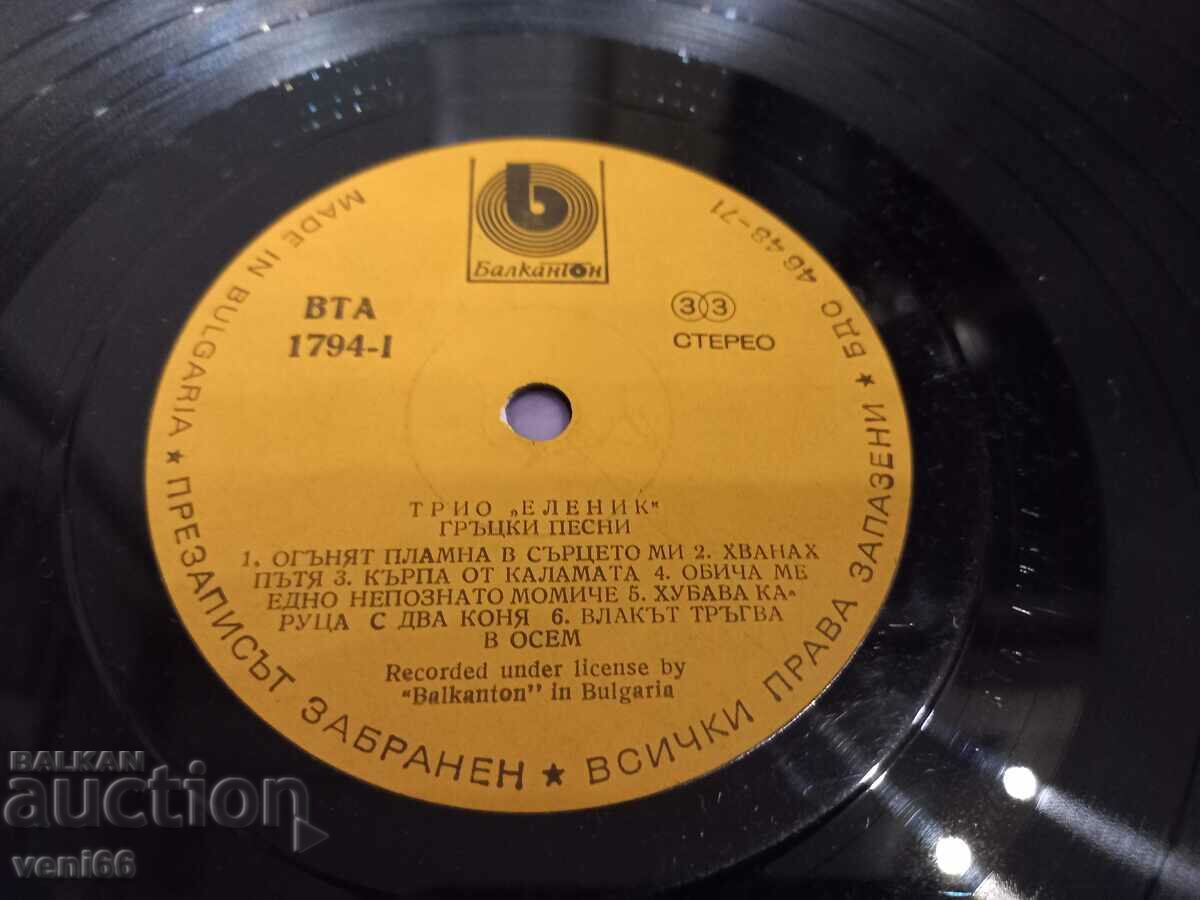 Балкантон
ВТА
1794-I
33
СТЕРЕО
ТРИО „ЕЛЕНИК"
ГРЪЦКИ ПЕСНИ
1. ОГЪНЯТ ПЛАМНА В СЪРЦЕТО МИ 2. ХВАНАХ
ПЪТЯ 3. КЪРПА ОТ КАЛАМАТА 4. ОБИЧА МЕ
ЕДНО НЕПОЗНАТО МОМИЧЕ 5. ХУБАВА КА-
РУЦА С ДВА КОНЯ 6. ВЛАКЪТ ТРЪГВА
В ОСЕМ
Recorded under license by
"Balkanton" in Bulgaria
MADE IN BULGARIA ★ ПРЕЗАПИСЪТ ЗАБРАНЕН ★ ВСИЧКИ ПРАВА ЗАПАЗЕНИ ★ БДС 4648-71
BALKAN
auction
veni66